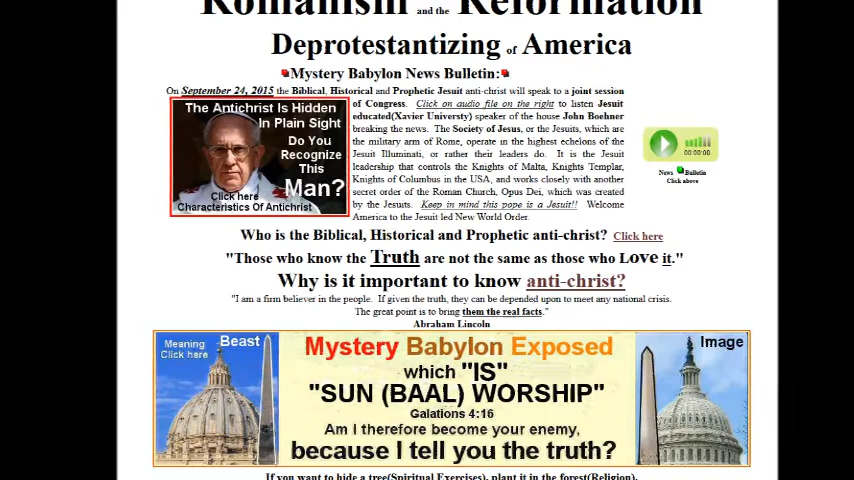 Romanism and the Reformation
Deprotestantizing of America
Mystery Babylon News Bulletin:
On September 24, 2015 the Biblical, Historical and Prophetic Jesuit anti-christ will speak to a joint session
of Congress. Click on audio file on the right to listen Jesuit
educated(Xavier Universty) speaker of the house John Boehner
breaking the news. The Society of Jesus, or the Jesuits, which are
the military arm of Rome, operate in the highest echelons of the
Jesuit Illuminati, or rather their leaders do. It is the Jesuit
leadership that controls the Knights of Malta, Knights Templar,
Knights of Columbus in the USA, and works closely with another
secret order of the Roman Church, Opus Dei, which was created
by the Jesuits. Keep in mind this pope is a Jesuit!! Welcome
America to the Jesuit led New World Order.
The Antichrist Is Hidden
In Plain Sight
Do You
Recognize
This
Man?
Click here
Characteristics Of Antichrist
00:00:00
News Bulletin
Click above
Who is the Biblical, Historical and Prophetic anti-christ? Click here
"Those who know the Truth are not the same as those who Love it."
Why is it important to know anti-christ?
"I am a firm believer in the people. If given the truth, they can be depended upon to meet any national crisis.
The great point is to bring them the real facts."
Abraham Lincoln
Meaning
Click here
Beast
Mystery Babylon Exposed
which "IS"
"SUN (BAAL) WORSHIP"
Galations 4:16
Am I therefore become your enemy,
because I tell you the truth?
Image
If you want to hide a tree(Spiritual Exercises), plant it in the forest(Religion).